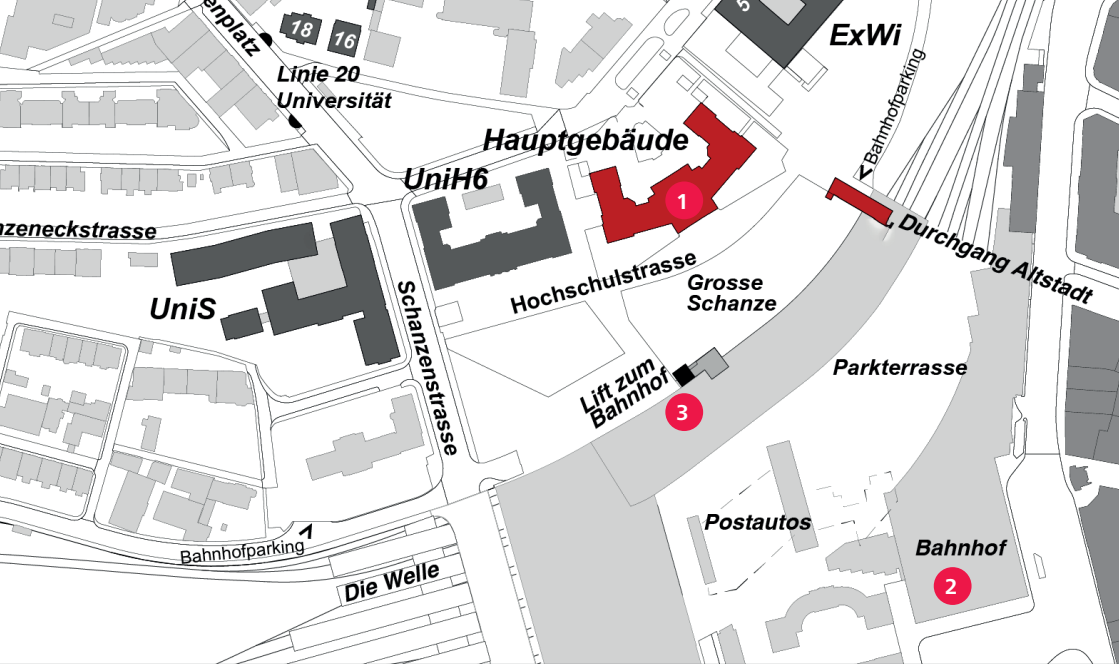 5
ExWi
18
16
Linie 20
Universität
Bahnhofparking
Hauptgebäude
UniH6
1
Durchgang Altstadt
Hochschulstrasse
Grosse
Schanze
UniS
Schanzenstrasse
Lift zum
Bahnhof
3
Parkterrasse
Postautos
Bahnhof
2
Bahnhofparking
Die Welle